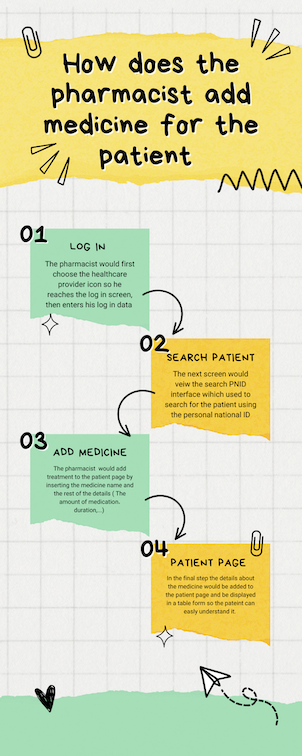 How does the
pharmacist add
medicine for the
patient
01
LOG IN
The pharmacist would first
choose the healthcare
provider icon so he
reaches the log in screen,
then enters his log in data
02
SEARCH PATIENT
The next screen would
veiw the search PNID
interface wihich used to
search for the patient using
the personal national ID
03
ADD MEDICINE
The pharmacist would add
treatment to the patient page by
inserting the medicine name and
the rest of the details ( The
amount of medication.
duration,..)
04
PATIENT PAGE
In the final step the details about
the medicine would be added to
the patient page and be displayed
in a table form so the pateint can
easily understand it.